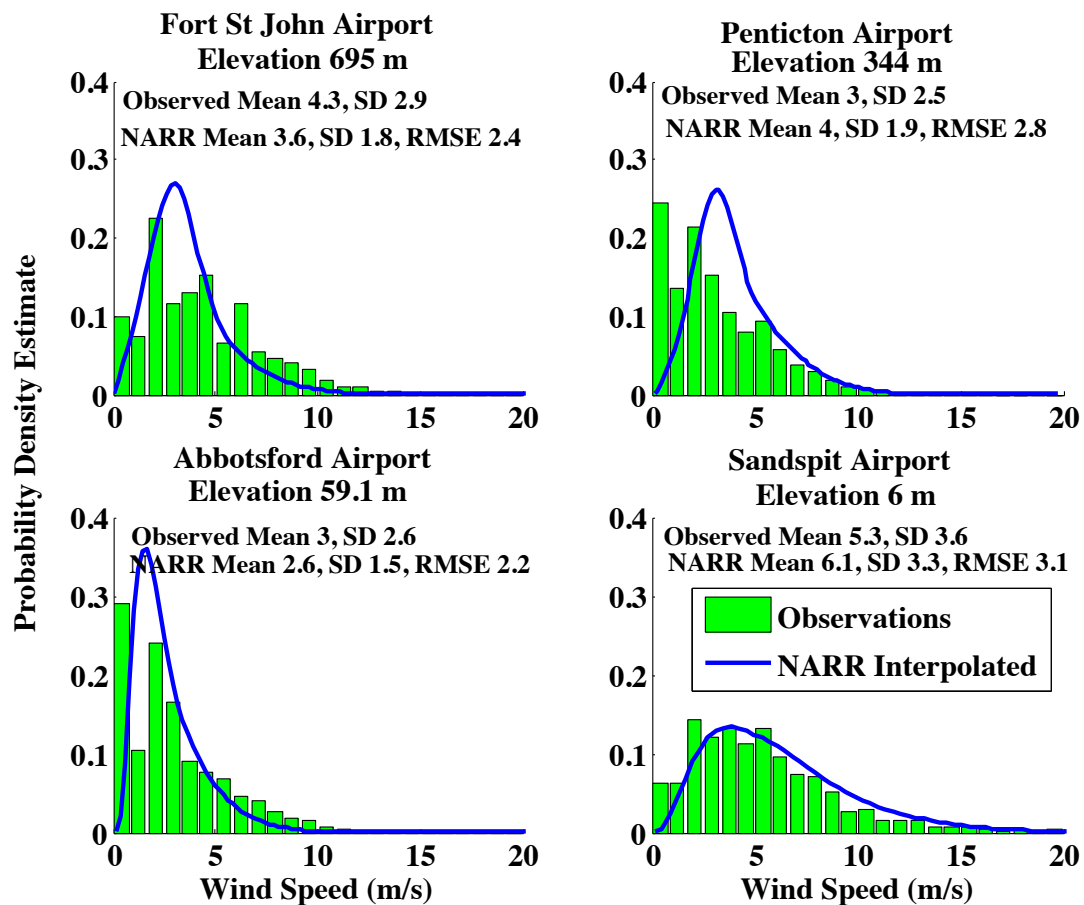 Fort St John Airport
Elevation 695 m
Observed Mean 4.3, SD 2.9
NARR Mean 3.6, SD 1.8, RMSE 2.4
0.4
0.3
0.2
0.1
0
0 5 10 15 20
Penticton Airport
Elevation 344 m
Observed Mean 3, SD 2.5
NARR Mean 4, SD 1.9, RMSE 2.8
0.4
0.3
0.2
0.1
0
0 5 10 15 20
Probability Density Estimate
Abbotsford Airport
Elevation 59.1 m
Observed Mean 3, SD 2.6
NARR Mean 2.6, SD 1.5, RMSE 2.2
0.4
0.3
0.2
0.1
0
0 5 10 15 20
Wind Speed (m/s)
Sandspit Airport
Elevation 6 m
Observed Mean 5.3, SD 3.6
NARR Mean 6.1, SD 3.3, RMSE 3.1
Observations
NARR Interpolated
0.4
0.3
0.2
0.1
0
0 5 10 15 20
Wind Speed (m/s)